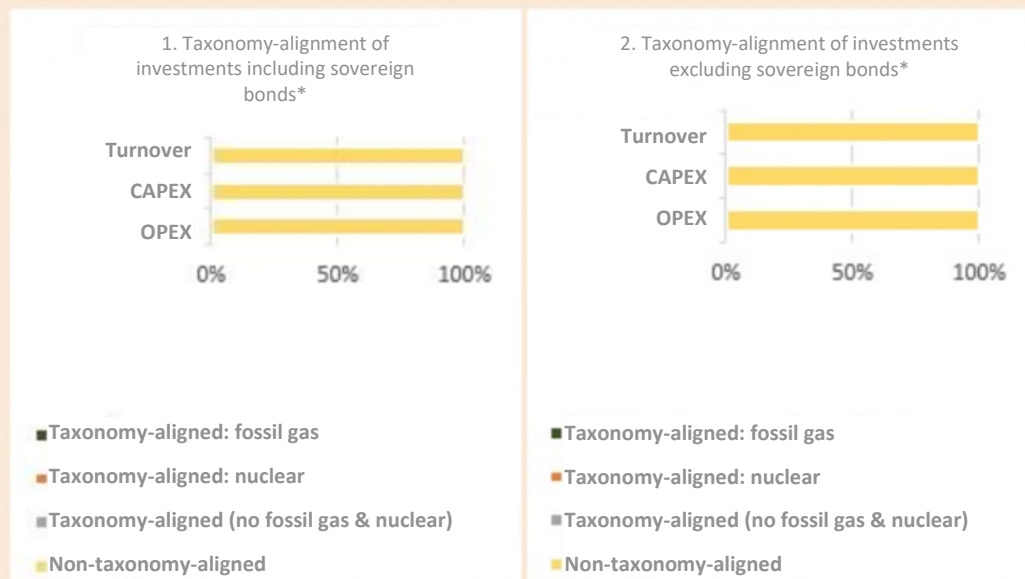 1. Taxonomy-alignment of
investments including sovereign
bonds*
Turnover
CAPEX
OPEX
0% 50% 100%
Taxonomy-aligned: fossil gas
Taxonomy-aligned: nuclear
Taxonomy-aligned (no fossil gas & nuclear)
Non-taxonomy-aligned
2. Taxonomy-alignment of investments
excluding sovereign bonds*
Turnover
CAPEX
OPEX
0% 50% 100%
Taxonomy-aligned: fossil gas
Taxonomy-aligned: nuclear
Taxonomy-aligned (no fossil gas & nuclear)
Non-taxonomy-aligned